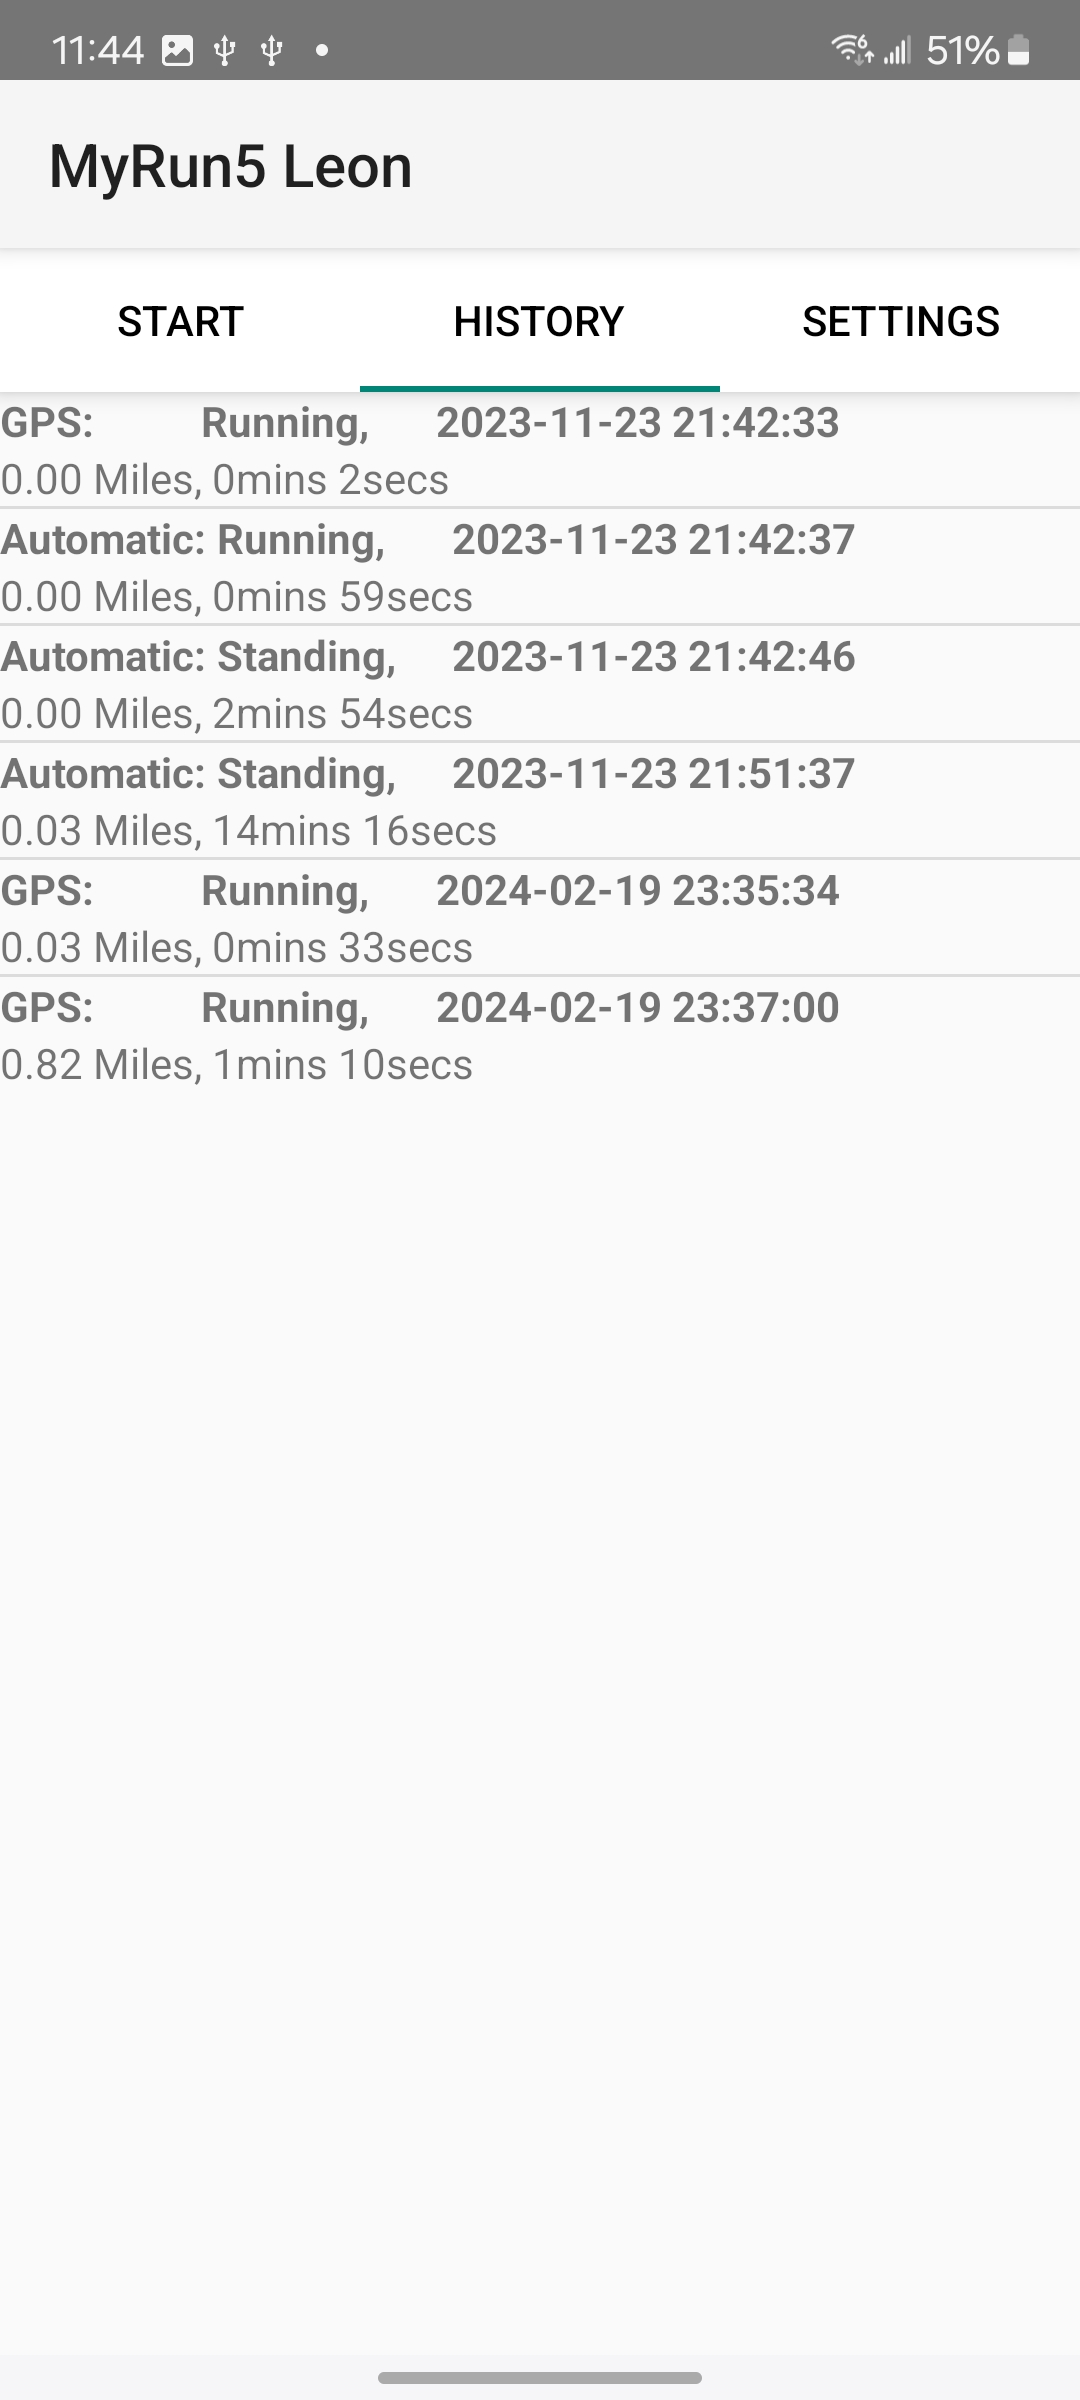 11:44 51%
MyRun5 Leon
START HISTORY SETTINGS
GPS: Running, 2023-11-23 21:42:33
0.00 Miles, 0mins 2secs
Automatic: Running, 2023-11-23 21:42:37
0.00 Miles, 0mins 59secs
Automatic: Standing, 2023-11-23 21:42:46
0.00 Miles, 2mins 54secs
Automatic: Standing, 2023-11-23 21:51:37
0.03 Miles, 14mins 16secs
GPS: Running, 2024-02-19 23:35:34
0.03 Miles, 0mins 33secs
GPS: Running, 2024-02-19 23:37:00
0.82 Miles, 1mins 10secs